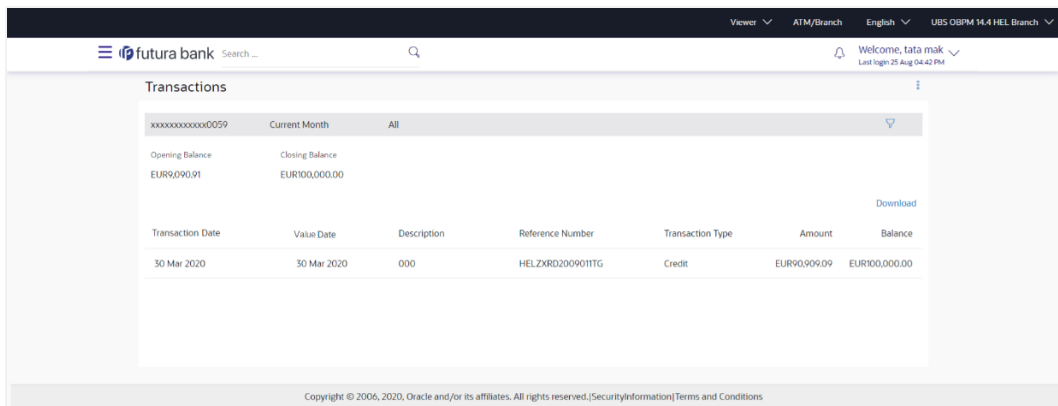 Viewer ATM/Branch English UBS OBPM 14.4 HEL Branch
futura bank Search ... Welcome, tata mak
Last login 25 Aug 04:42 PM
Transactions
xxxxxxxxxxxx0059 Current Month All
Opening Balance Closing Balance
EUR9,090.91 EUR100,000.00
Download
Transaction Date Value Date Description Reference Number Transaction Type Amount Balance
30 Mar 2020 30 Mar 2020 000 HELZXRD2009011TG Credit EUR90,909.09 EUR100,000.00
Copyright © 2006, 2020, Oracle and/or its affiliates. All rights reserved.|SecurityInformation|Terms and Conditions